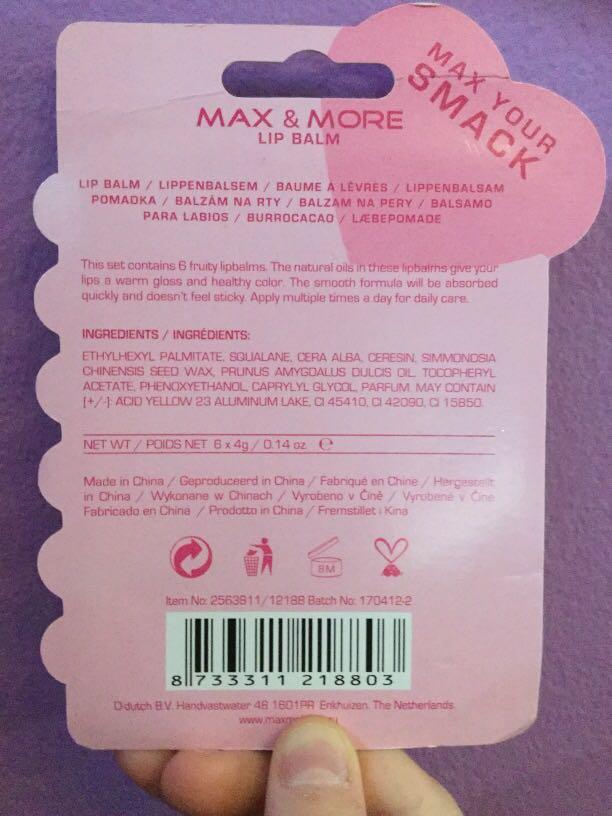 MAX YOUR
SMACK
MAX & MORE
LIP BALM
LIP BALM / LIPPENBALSEM / BAUME À LÈVRES / LIPPENBALSAM
POMADKA / BALZÁM NA RTY / BALZAM NA PERY / BALSAMO
PARA LABIOS / BURROCACAO / LÆBEPOMADE
This set contains 6 fruity lipbalms. The natural oils in these lipbalms give your
lips a warm gloss and healthy color. The smooth formula will be absorbed
quickly and doesn't feel sticky. Apply multiple times a day for daily care.
INGREDIENTS / INGRÉDIENTS:
ETHYLHEXYL PALMITATE, SQUALANE, CERA ALBA, CERESIN, SIMMONDSIA
CHINENSIS SEED WAX, PRUNUS AMYGDALUS DULCIS OIL, TOCOPHERYL
ACETATE, PHENOXYETHANOL, CAPRYLYL GLYCOL, PARFUM. MAY CONTAIN
[+/-]: ACID YELLOW 23 ALUMINUM LAKE, CI 45410, CI 42090, CI 15850.
NET WT / POIDS NET 6 x 4g / 0.14 oz ℮
Made in China / Geproduceerd in China / Fabriqué en Chine / Hergestellt
in China / Wykonane w Chinach / Vyrobeno v Číně / Vyrobené v Číne
Fabricado en China / Prodotto in China / Fremstillet i Kina
8M
Item No: 2563911/12188 Batch No: 170412-2
8 733311 218803
D-dutch B.V. Handvastwater 46 1601PR Enkhuizen. The Netherlands.